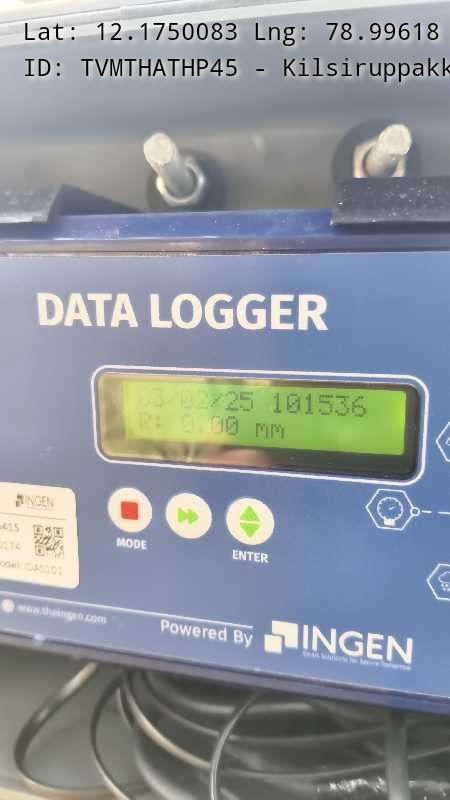 Lat: 12.1750083 Lng: 78.99618
ID: TVMTHATHP45 - Kilsiruppakk
DATA LOGGER
03/02/25 101536
R: 0.00 mm
MODE
ENTER
INGEN
www.theingen.com
Powered By INGEN